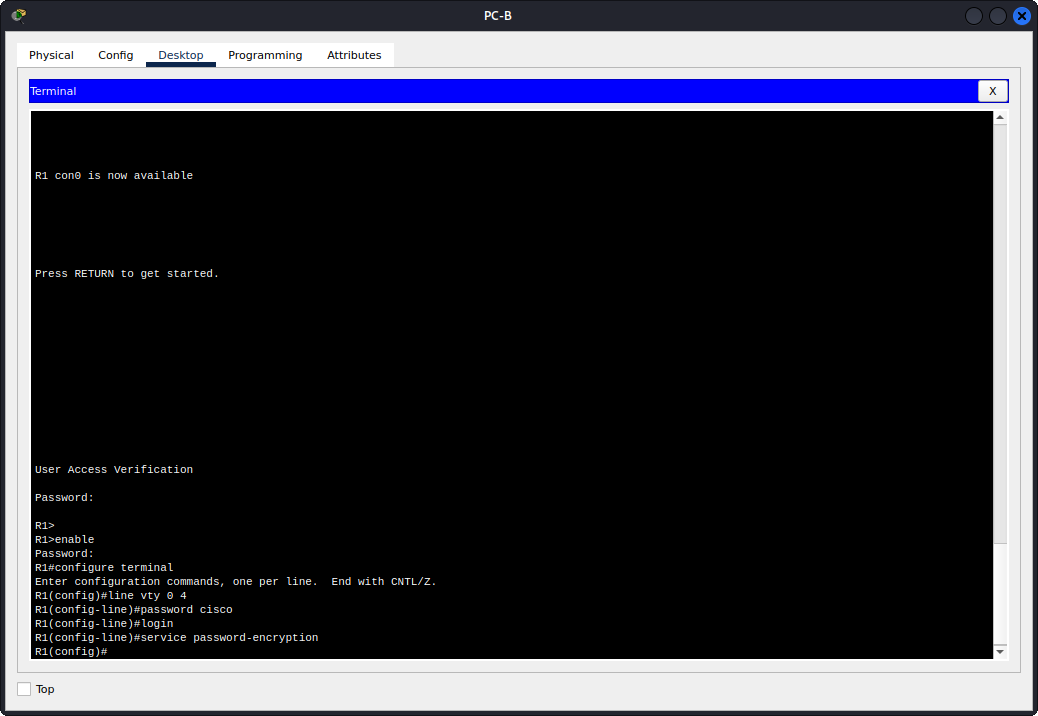 PC-B
Physical Config Desktop Programming Attributes
Terminal X
R1 con0 is now available
Press RETURN to get started.
User Access Verification
Password:
R1>
R1>enable
Password:
R1#configure terminal
Enter configuration commands, one per line.  End with CNTL/Z.
R1(config)#line vty 0 4
R1(config-line)#password cisco
R1(config-line)#login
R1(config-line)#service password-encryption
R1(config)#
Top